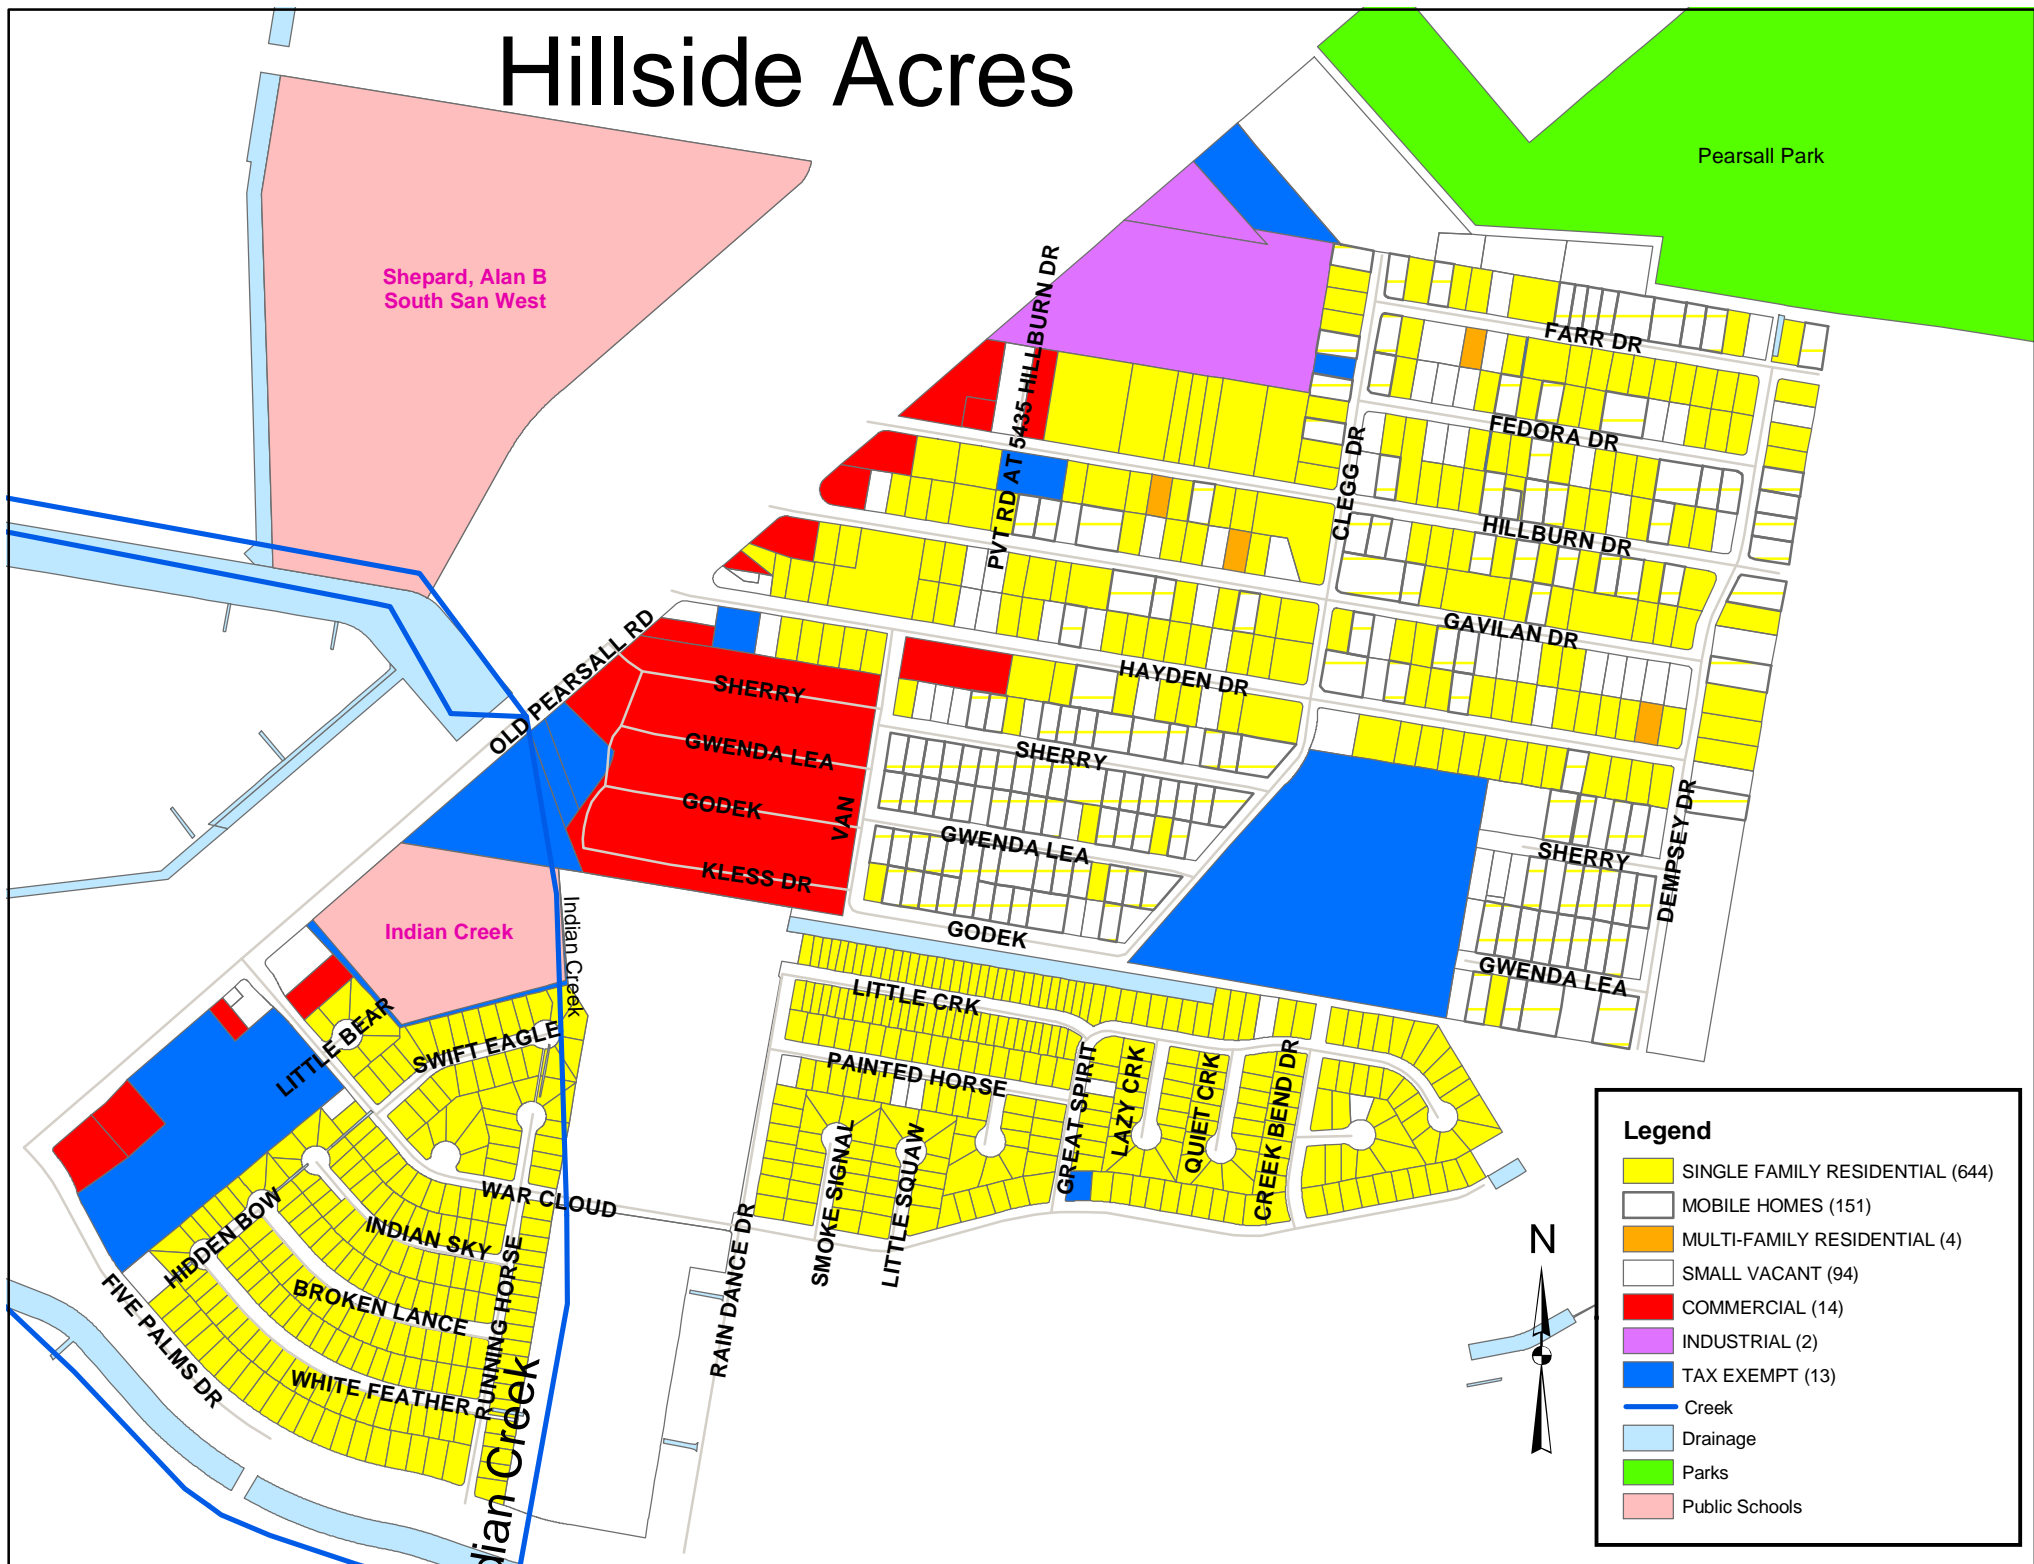 Hillside Acres
Pearsall Park
Shepard, Alan B
South San West
PVT RD AT 5435 HILLBURN DR
FARR DR
FEDORA DR
CLEGG DR
HILLBURN DR
GAVILAN DR
HAYDEN DR
OLD PEARSALL RD
SHERRY
GWENDA LEA
GODEK
KLESS DR
VAN
SHERRY
GWENDA LEA
GODEK
SHERRY
GWENDA LEA
DEMPSEY DR
Indian Creek
Indian Creek
LITTLE BEAR
SWIFT EAGLE
LITTLE CRK
PAINTED HORSE
GREAT SPIRIT
LAZY CRK
QUIET CRK
CREEK BEND DR
SMOKE SIGNAL
LITTLE SQUAW
WAR CLOUD
RAIN DANCE DR
HIDDEN BOW
INDIAN SKY
BROKEN LANCE
RUNNING HORSE
WHITE FEATHER
FIVE PALMS DR
dian Creek
N
Legend
SINGLE FAMILY RESIDENTIAL (644)
MOBILE HOMES (151)
MULTI-FAMILY RESIDENTIAL (4)
SMALL VACANT (94)
COMMERCIAL (14)
INDUSTRIAL (2)
TAX EXEMPT (13)
Creek
Drainage
Parks
Public Schools